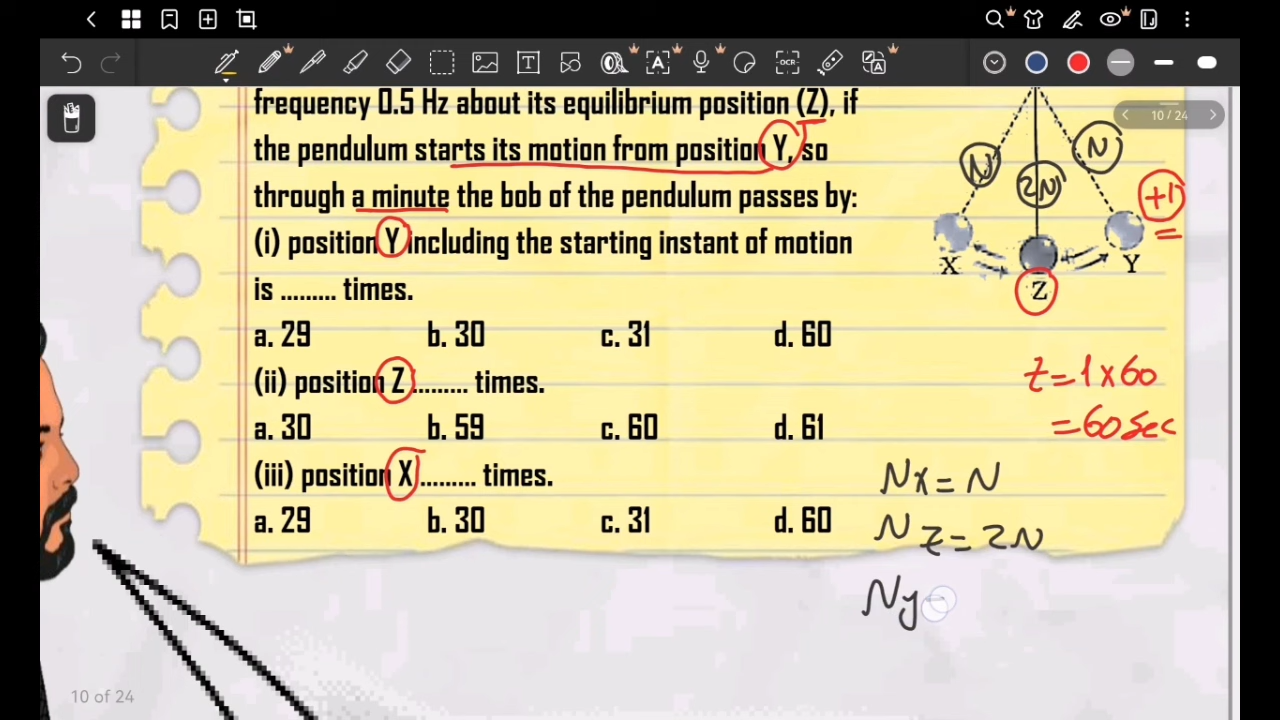 OCR
10 / 24
frequency 0.5 Hz about its equilibrium position (Z), if
the pendulum starts its motion from position Y, so
through a minute the bob of the pendulum passes by:
(i) position Y including the starting instant of motion
is ......... times.
a. 29 b. 30 c. 31 d. 60
(ii) position Z ......... times.
a. 30 b. 59 c. 60 d. 61
(iii) position X ......... times.
a. 29 b. 30 c. 31 d. 60
N 2N N +1
X Z Y
t = 1 x 60
= 60 sec
Nx = N
Nz = 2N
Ny =
10 of 24